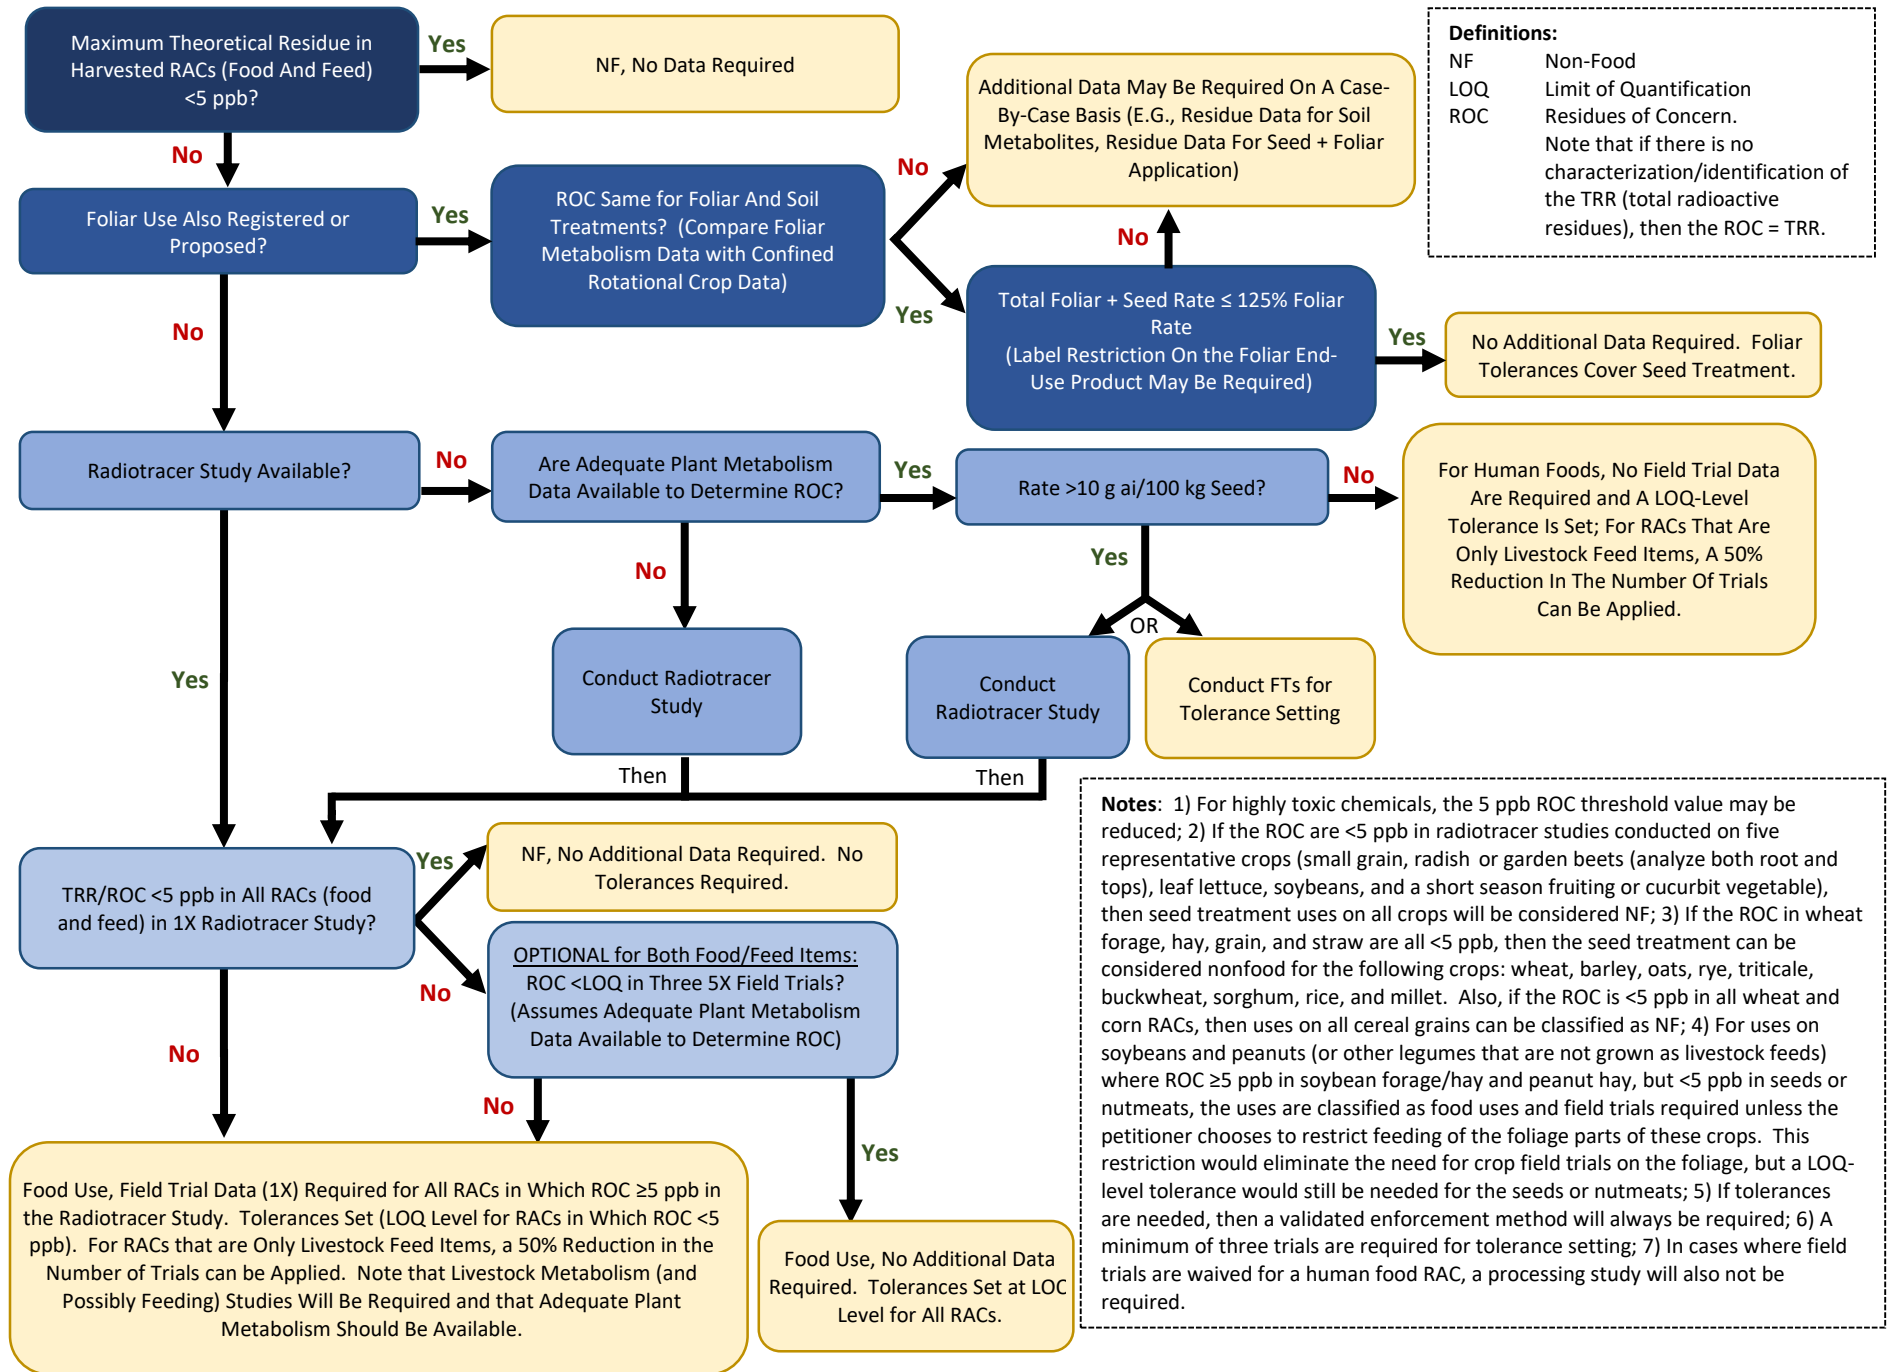 Maximum Theoretical Residue in
Harvested RACs (Food And Feed)
<5 ppb?
Yes
NF, No Data Required
Definitions:
NF Non-Food
LOQ Limit of Quantification
ROC Residues of Concern.
Note that if there is no
characterization/identification of
the TRR (total radioactive
residues), then the ROC = TRR.
Additional Data May Be Required On A Case-
By-Case Basis (E.G., Residue Data for Soil
Metabolites, Residue Data For Seed + Foliar
Application)
No
Foliar Use Also Registered or
Proposed?
Yes
ROC Same for Foliar And Soil
Treatments? (Compare Foliar
Metabolism Data with Confined
Rotational Crop Data)
No
Yes
No
Total Foliar + Seed Rate ≤ 125% Foliar
Rate
(Label Restriction On the Foliar End-
Use Product May Be Required)
Yes
No Additional Data Required. Foliar
Tolerances Cover Seed Treatment.
No
Radiotracer Study Available?
No
Are Adequate Plant Metabolism
Data Available to Determine ROC?
Yes
Rate >10 g ai/100 kg Seed?
No
For Human Foods, No Field Trial Data
Are Required and A LOQ-Level
Tolerance Is Set; For RACs That Are
Only Livestock Feed Items, A 50%
Reduction In The Number Of Trials
Can Be Applied.
No
Yes
OR
Yes
Conduct Radiotracer
Study
Conduct
Radiotracer Study
Conduct FTs for
Tolerance Setting
Then
Then
TRR/ROC <5 ppb in All RACs (food
and feed) in 1X Radiotracer Study?
Yes
NF, No Additional Data Required. No
Tolerances Required.
No
OPTIONAL for Both Food/Feed Items:
ROC <LOQ in Three 5X Field Trials?
(Assumes Adequate Plant Metabolism
Data Available to Determine ROC)
No
No
Yes
Food Use, Field Trial Data (1X) Required for All RACs in Which ROC ≥5 ppb in
the Radiotracer Study. Tolerances Set (LOQ Level for RACs in Which ROC <5
ppb). For RACs that are Only Livestock Feed Items, a 50% Reduction in the
Number of Trials can be Applied. Note that Livestock Metabolism (and
Possibly Feeding) Studies Will Be Required and that Adequate Plant
Metabolism Should Be Available.
Food Use, No Additional Data
Required. Tolerances Set at LOC
Level for All RACs.
Notes: 1) For highly toxic chemicals, the 5 ppb ROC threshold value may be
reduced; 2) If the ROC are <5 ppb in radiotracer studies conducted on five
representative crops (small grain, radish or garden beets (analyze both root and
tops), leaf lettuce, soybeans, and a short season fruiting or cucurbit vegetable),
then seed treatment uses on all crops will be considered NF; 3) If the ROC in wheat
forage, hay, grain, and straw are all <5 ppb, then the seed treatment can be
considered nonfood for the following crops: wheat, barley, oats, rye, triticale,
buckwheat, sorghum, rice, and millet. Also, if the ROC is <5 ppb in all wheat and
corn RACs, then uses on all cereal grains can be classified as NF; 4) For uses on
soybeans and peanuts (or other legumes that are not grown as livestock feeds)
where ROC ≥5 ppb in soybean forage/hay and peanut hay, but <5 ppb in seeds or
nutmeats, the uses are classified as food uses and field trials required unless the
petitioner chooses to restrict feeding of the foliage parts of these crops. This
restriction would eliminate the need for crop field trials on the foliage, but a LOQ-
level tolerance would still be needed for the seeds or nutmeats; 5) If tolerances
are needed, then a validated enforcement method will always be required; 6) A
minimum of three trials are required for tolerance setting; 7) In cases where field
trials are waived for a human food RAC, a processing study will also not be
required.